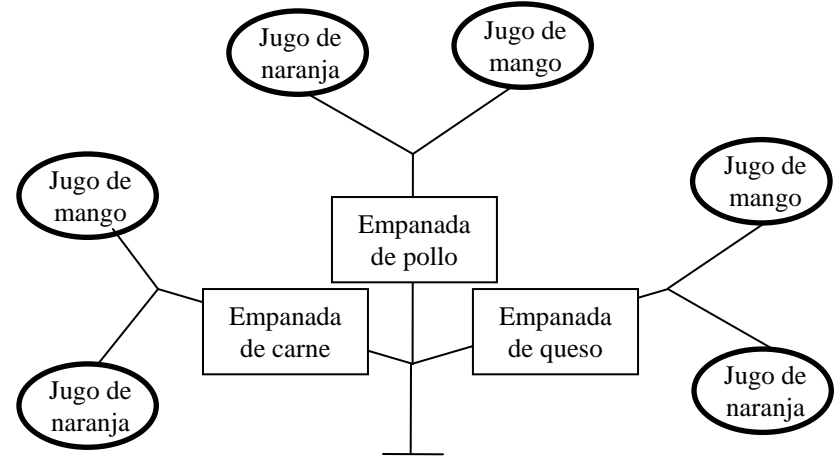 Jugo de
naranja
Jugo de
mango
Jugo de
mango
Jugo de
mango
Empanada
de pollo
Empanada
de carne
Empanada
de queso
Jugo de
naranja
Jugo de
naranja